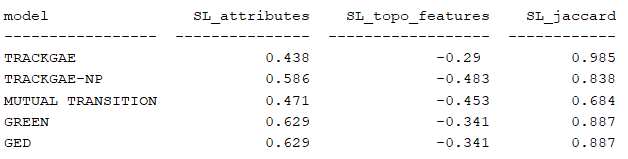 model SL_attributes SL_topo_features SL_jaccard
----------------- --------------- ------------------ ------------
TRACKGAE 0.438 -0.29 0.985
TRACKGAE-NP 0.586 -0.483 0.838
MUTUAL TRANSITION 0.471 -0.453 0.684
GREEN 0.629 -0.341 0.887
GED 0.629 -0.341 0.887